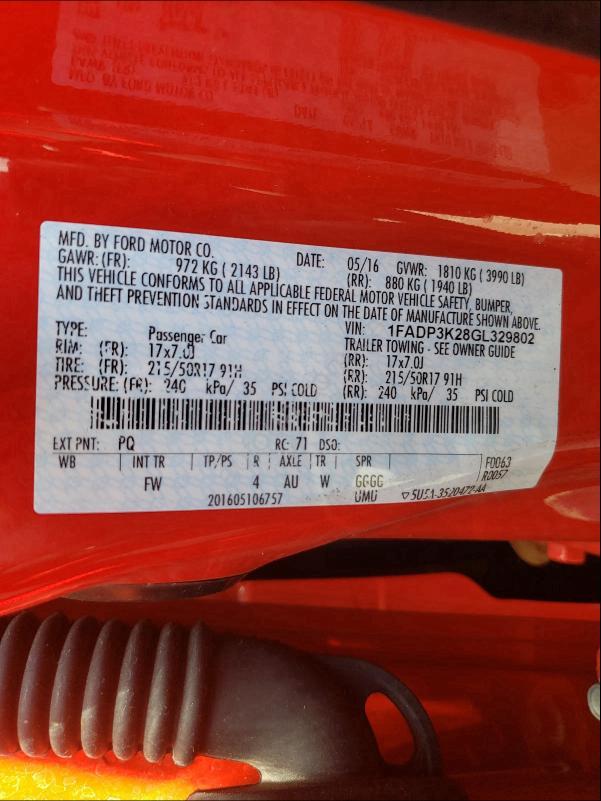 MFD. BY FORD MOTOR CO. DATE: 05/16 GVWR: 1810 KG ( 3990 LB)
GAWR: (FR): 972 KG ( 2143 LB) (RR): 880 KG ( 1940 LB)
THIS VEHICLE CONFORMS TO ALL APPLICABLE FEDERAL MOTOR VEHICLE SAFETY, BUMPER,
AND THEFT PREVENTION STANDARDS IN EFFECT ON THE DATE OF MANUFACTURE SHOWN ABOVE.
VIN: 1FADP3K28GL329802
TYPE: Passenger Car TRAILER TOWING - SEE OWNER GUIDE
RIM: (FR): 17x7.0J (RR): 17x7.0J
TIRE: (FR): 215/50R17 91H (RR): 215/50R17 91H
PRESSURE: (FR): 240 kPa/ 35 PSI COLD (RR): 240 kPa/ 35 PSI COLD
EXT PNT: PQ RC: 71 DSO:
WB INT TR TP/PS R AXLE TR SPR F0063
FW 4 AU W GGGG R0057
201605106757 UMU ▽5U5A-3520472-AA